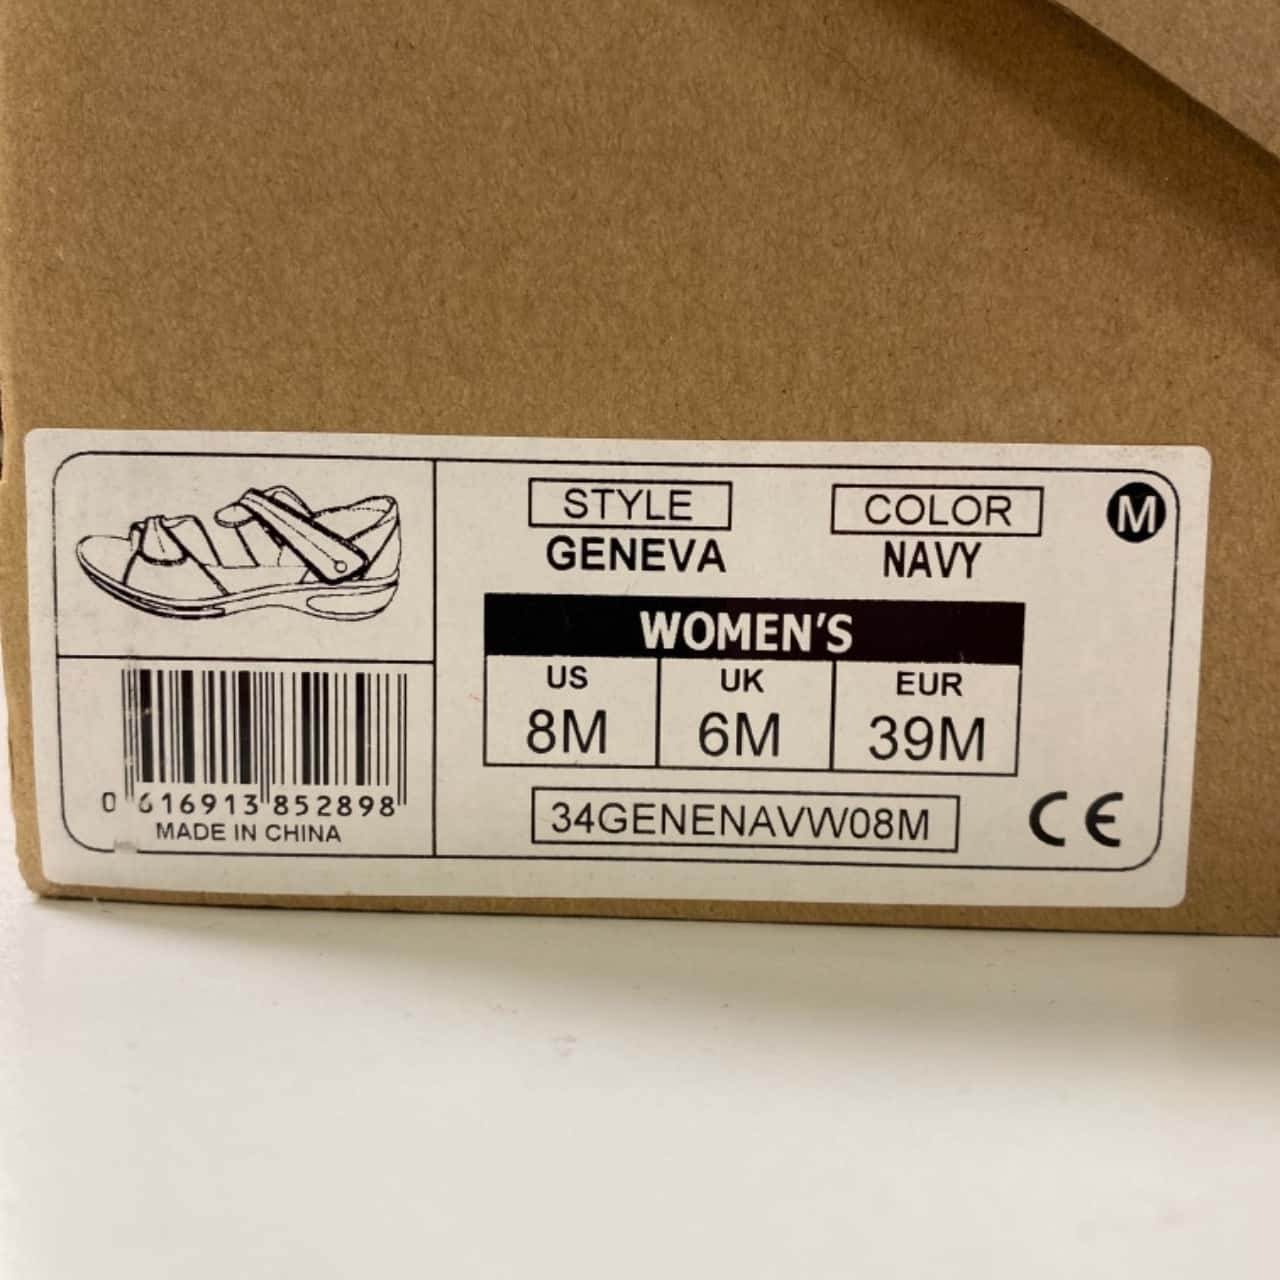 STYLE
GENEVA
COLOR
NAVY
M
WOMEN'S
US
UK
EUR
8M
6M
39M
34GENENAVW08M
CE
0 616913 852898
MADE IN CHINA